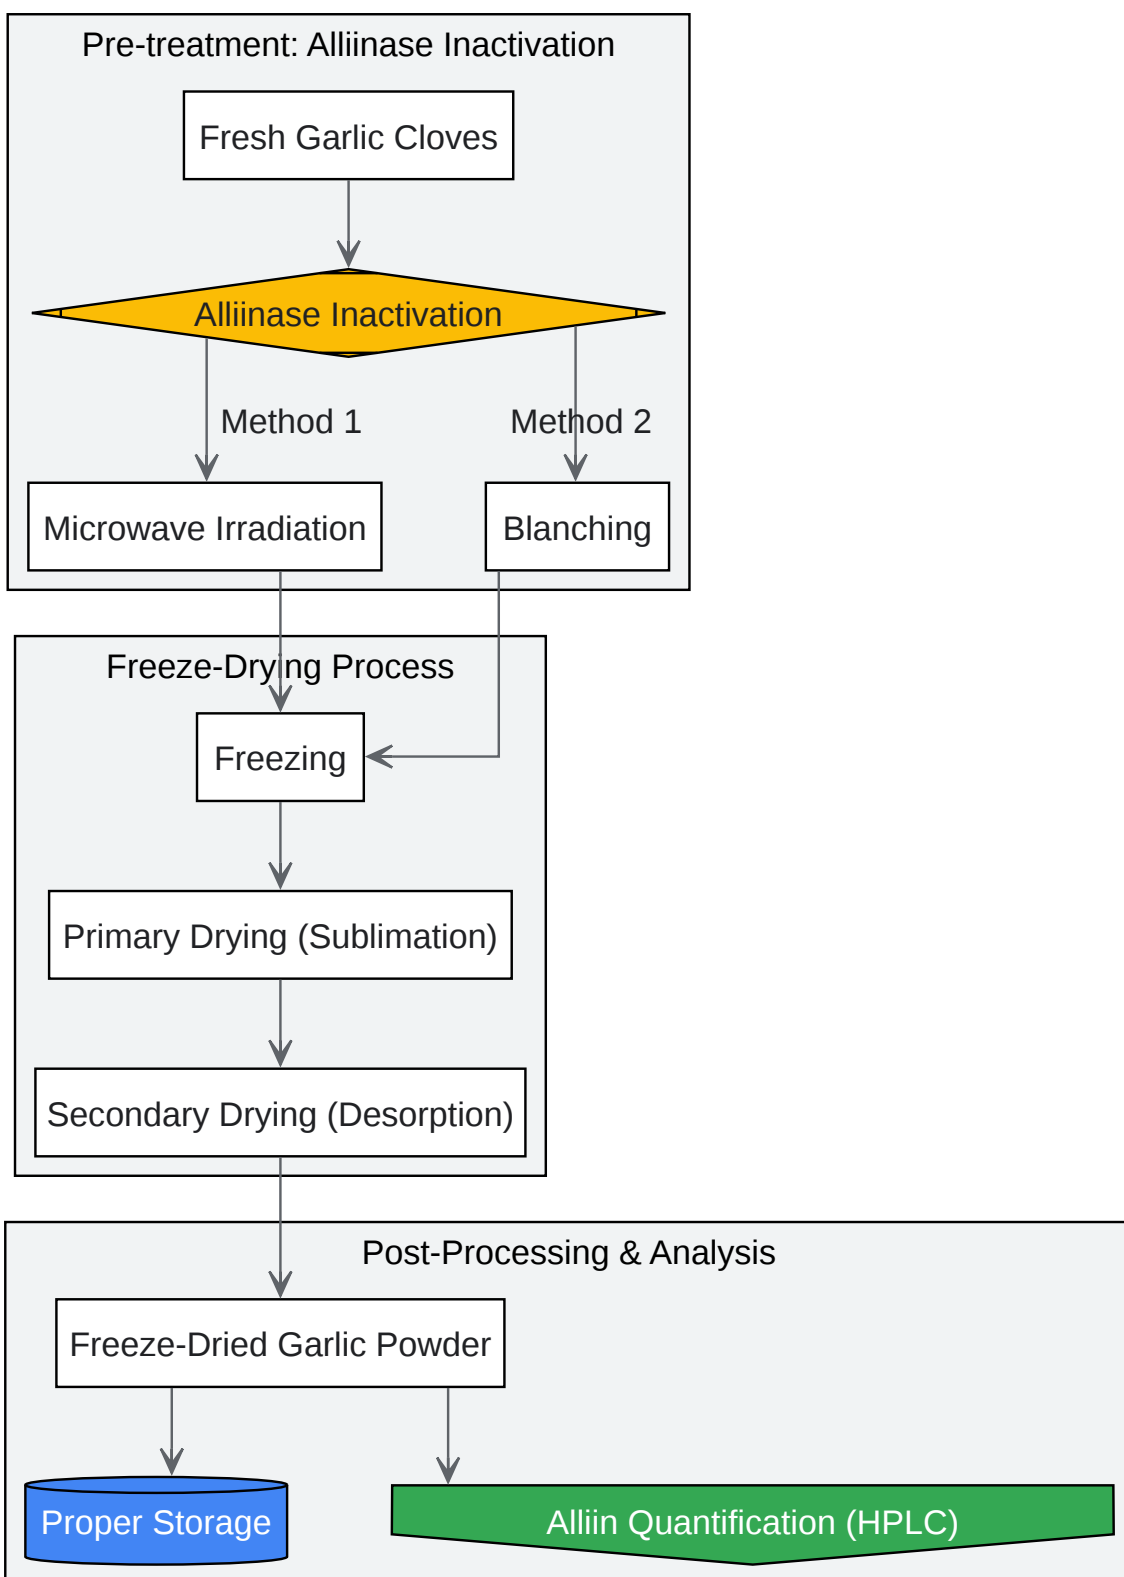 Pre-treatment: Alliinase Inactivation
Fresh Garlic Cloves
Alliinase Inactivation
Method 1
Method 2
Microwave Irradiation
Blanching
Freeze-Drying Process
Freezing
Primary Drying (Sublimation)
Secondary Drying (Desorption)
Post-Processing & Analysis
Freeze-Dried Garlic Powder
Proper Storage
Alliin Quantification (HPLC)